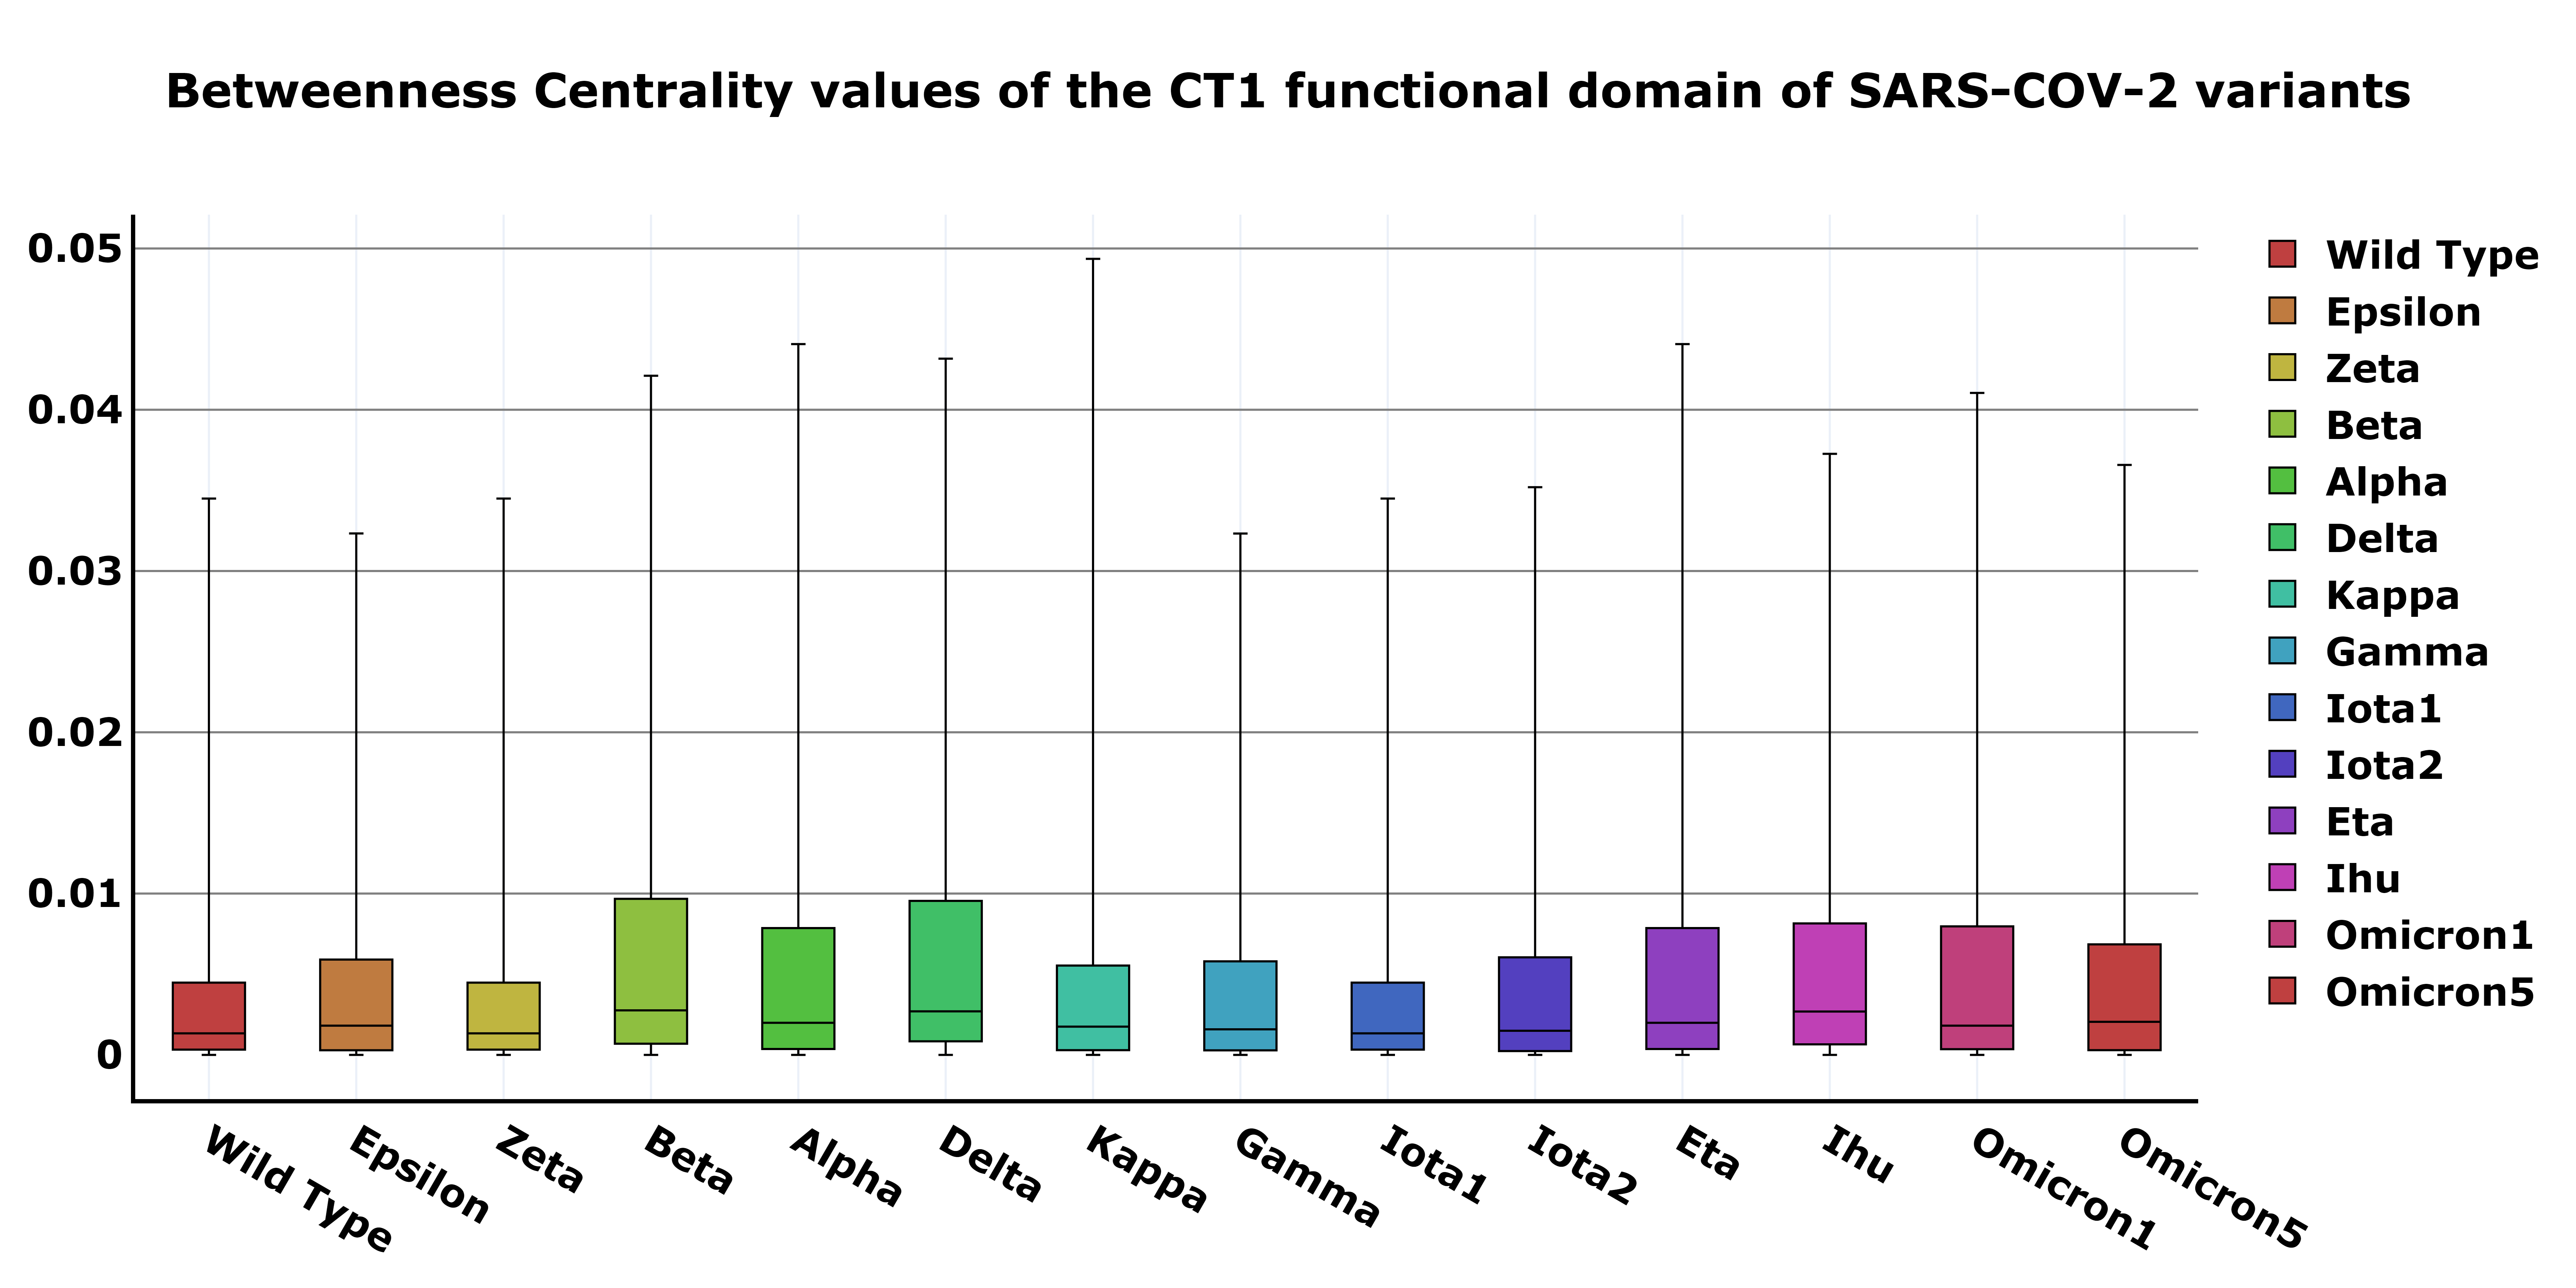 Betweenness Centrality values of the CT1 functional domain of SARS-COV-2 variants
0.05
0.04
0.03
0.02
0.01
0
Wild Type
Epsilon
Zeta
Beta
Alpha
Delta
Kappa
Gamma
Iota1
Iota2
Eta
Ihu
Omicron1
Omicron5
Wild Type
Epsilon
Zeta
Beta
Alpha
Delta
Kappa
Gamma
Iota1
Iota2
Eta
Ihu
Omicron1
Omicron5